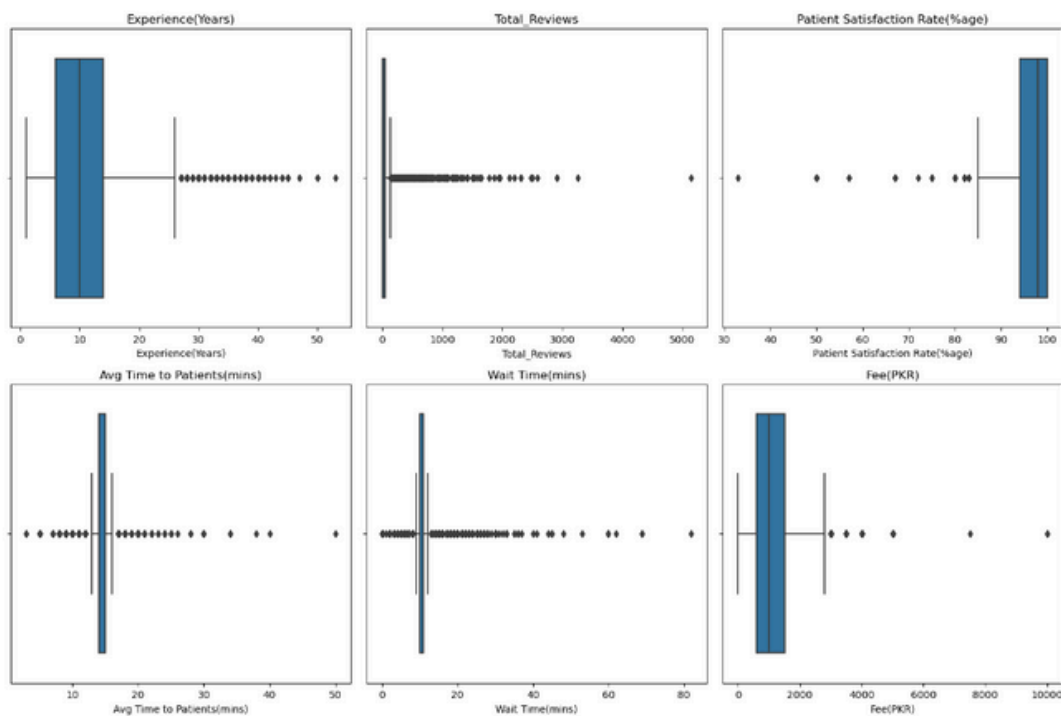 Experience(Years)
Total_Reviews
Patient Satisfaction Rate(%age)
0 10 20 30 40 50
0 1000 2000 3000 4000 5000
30 40 50 60 70 80 90 100
Experience(Years)
Total_Reviews
Patient Satisfaction Rate(%age)
Avg Time to Patients(mins)
Wait Time(mins)
Fee(PKR)
10 20 30 40 50
0 20 40 60 80
0 2000 4000 6000 8000 10000
Avg Time to Patients(mins)
Wait Time(mins)
Fee(PKR)